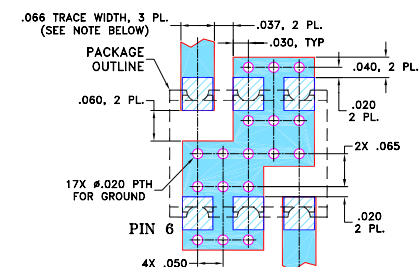 .066 TRACE WIDTH, 3 PL.
(SEE NOTE BELOW)
.037, 2 PL.
.030, TYP
PACKAGE
OUTLINE
.040, 2 PL.
.060, 2 PL.
.020
2 PL.
2X .065
17X Ø.020 PTH
FOR GROUND
PIN 6
.020
2 PL.
4X .050